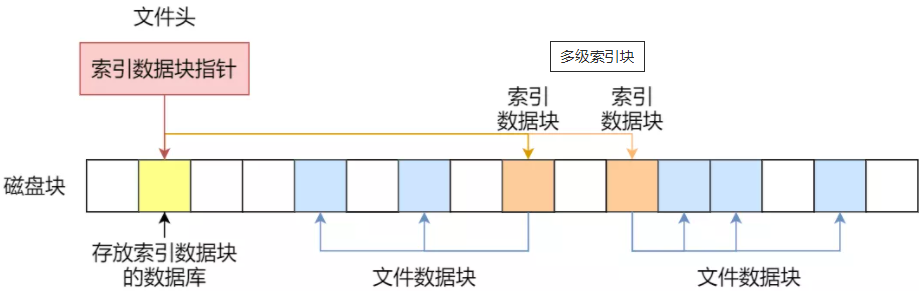 文件头
索引数据块指针
多级索引块
索引
数据块
索引
数据块
磁盘块
存放索引数据块
的数据库
文件数据块
文件数据块